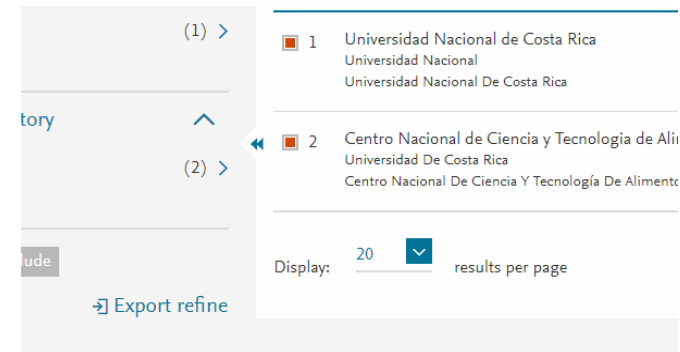 (1)
tory
(2)
Export refine
1 Universidad Nacional de Costa Rica
Universidad Nacional
Universidad Nacional De Costa Rica
2 Centro Nacional de Ciencia y Tecnologia de Ali
Universidad De Costa Rica
Centro Nacional De Ciencia Y Tecnología De Alimento
Display: 20 results per page